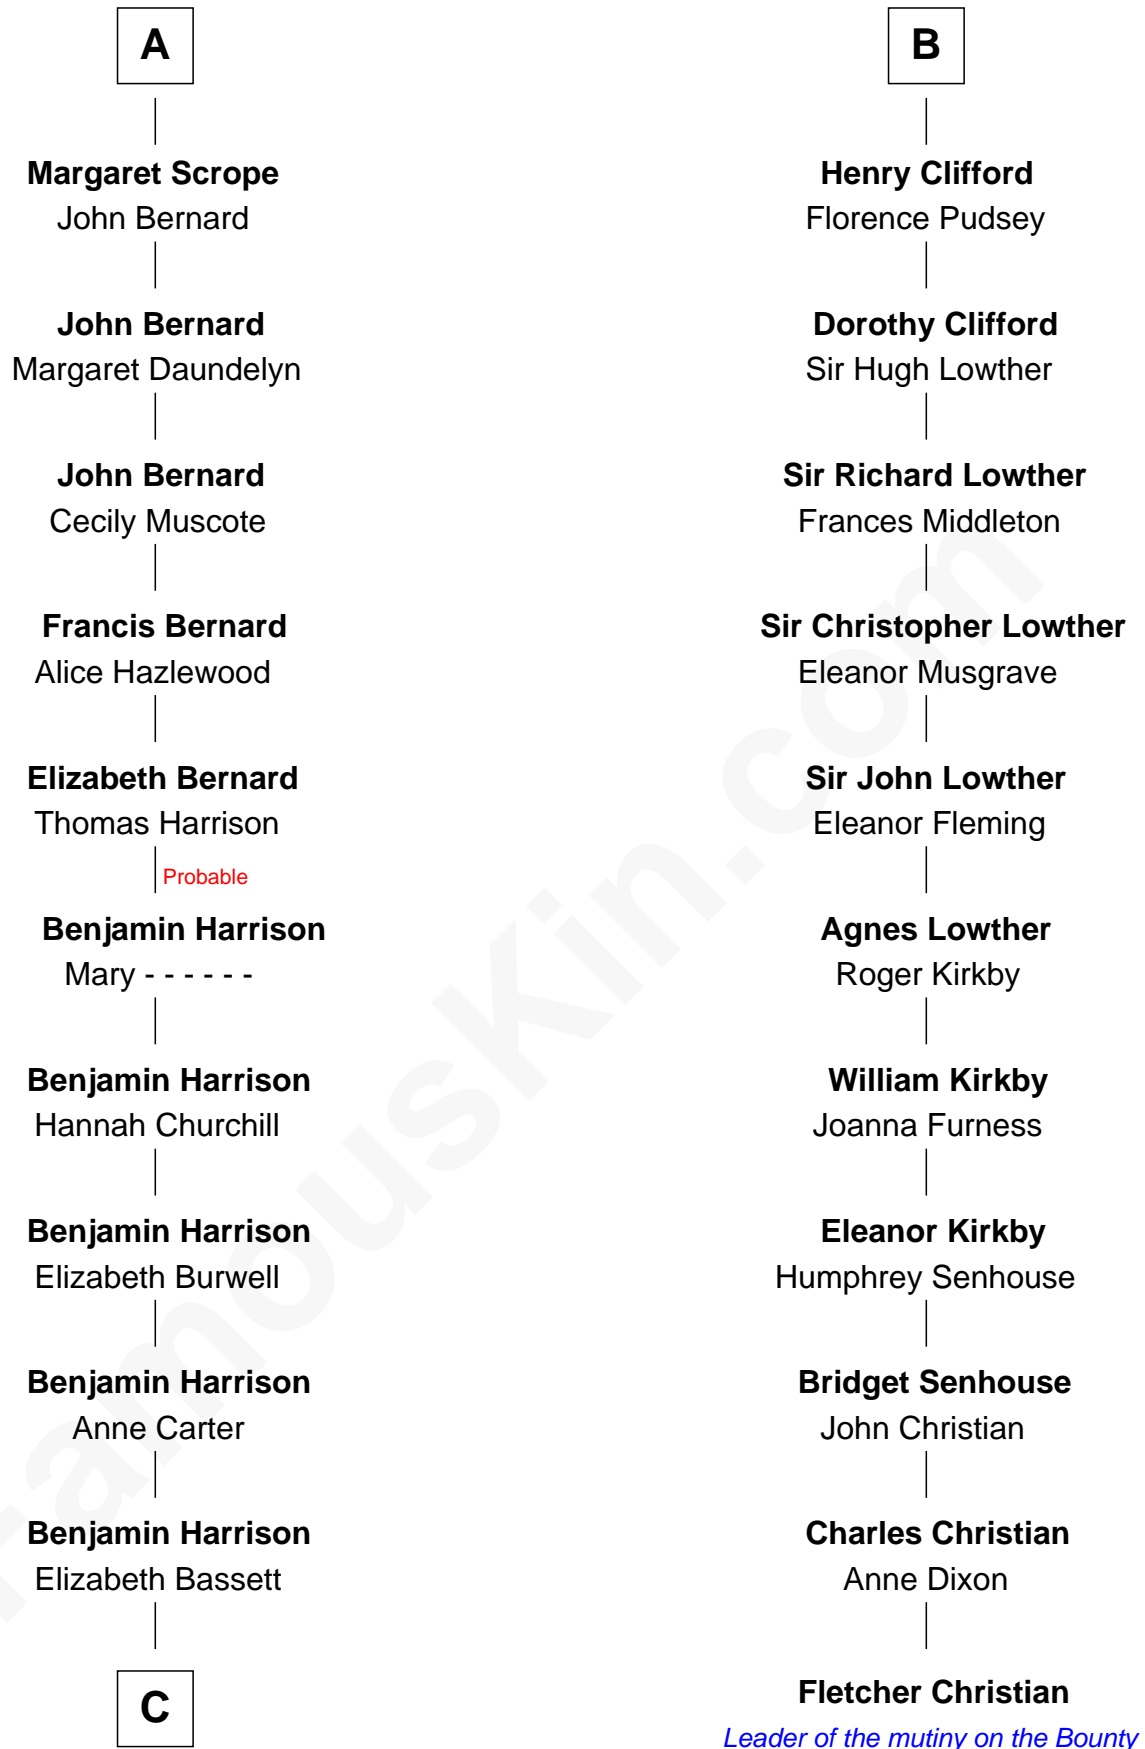 A
Margaret Scrope
John Bernard
John Bernard
Margaret Daundelyn
John Bernard
Cecily Muscote
Francis Bernard
Alice Hazlewood
Elizabeth Bernard
Thomas Harrison
Probable
Benjamin Harrison
Mary - - - - - -
Benjamin Harrison
Hannah Churchill
Benjamin Harrison
Elizabeth Burwell
Benjamin Harrison
Anne Carter
Benjamin Harrison
Elizabeth Bassett
C
B
Henry Clifford
Florence Pudsey
Dorothy Clifford
Sir Hugh Lowther
Sir Richard Lowther
Frances Middleton
Sir Christopher Lowther
Eleanor Musgrave
Sir John Lowther
Eleanor Fleming
Agnes Lowther
Roger Kirkby
William Kirkby
Joanna Furness
Eleanor Kirkby
Humphrey Senhouse
Bridget Senhouse
John Christian
Charles Christian
Anne Dixon
Fletcher Christian
Leader of the mutiny on the Bounty
FamousKin.com